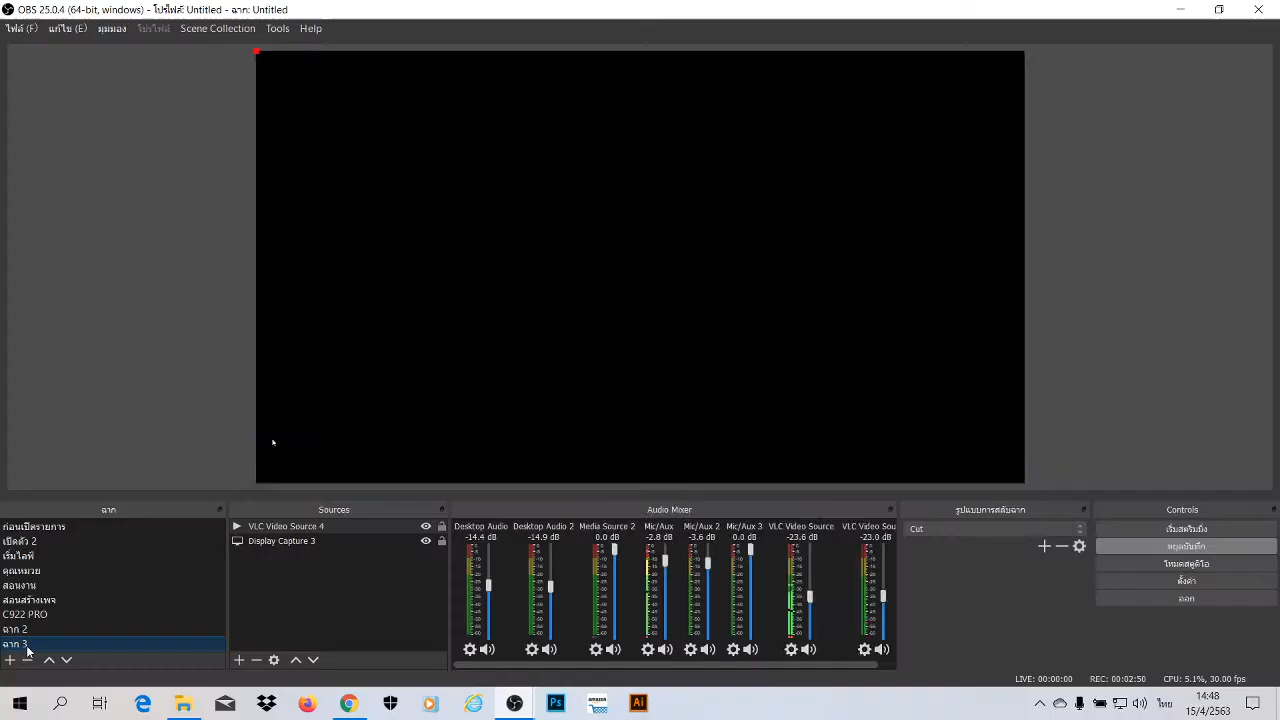 OBS 25.0.4 (64-bit, windows) - โปรไฟล์: Untitled - ฉาก: Untitled
ไฟล์ (F) แก้ไข (E) มุมมอง โปรไฟล์ Scene Collection Tools Help
ฉาก
ก่อนเปิดรายการ
เปิดตัว 2
เริ่มไลฟ์
คุณหมวย
สอนงาน
สอนสร้างเพจ
C922 PRO
ฉาก 2
ฉาก 3
Sources
VLC Video Source 4
Display Capture 3
Audio Mixer
Desktop Audio Desktop Audio 2 Media Source 2 Mic/Aux Mic/Aux 2 Mic/Aux 3 VLC Video Source VLC Video Sou
-14.4 dB -14.9 dB 0.0 dB -2.8 dB -3.6 dB 0.0 dB -23.6 dB -23.0 dB
รูปแบบการสลับฉาก
Cut
Controls
เริ่มสตรีมมิ่ง
หยุดบันทึก
โหมดสตูดิโอ
ตั้งค่า
ออก
LIVE: 00:00:00 REC: 00:02:50 CPU: 5.1%, 30.00 fps
Ps amazon Ai
ไทย
14:48
15/4/2563